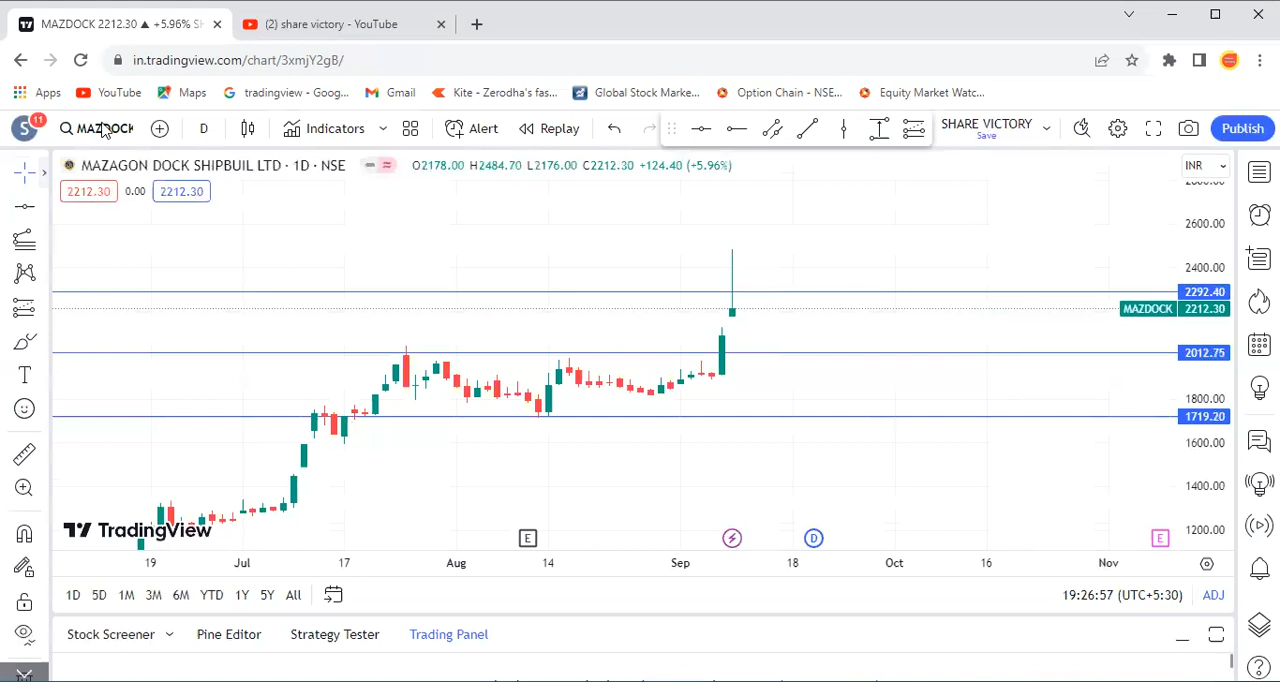 MAZDOCK 2212.30 ▲ +5.96% SH
(2) share victory - YouTube
in.tradingview.com/chart/3xmjY2gB/
Apps YouTube Maps tradingview - Goog... Gmail Kite - Zerodha's fas... Global Stock Marke... Option Chain - NSE... Equity Market Watc...
S 11 MAZDOCK D Indicators Alert Replay SHARE VICTORY Save Publish
MAZAGON DOCK SHIPBUIL LTD · 1D · NSE O2178.00 H2484.70 L2176.00 C2212.30 +124.40 (+5.96%) INR
2212.30 0.00 2212.30
2600.00
2400.00
2292.40
MAZDOCK 2212.30
2012.75
1800.00
1719.20
1600.00
1400.00
1200.00
TradingView
E D E
19 Jul 17 Aug 14 Sep 18 Oct 16 Nov
1D 5D 1M 3M 6M YTD 1Y 5Y All 19:26:57 (UTC+5:30) ADJ
Stock Screener Pine Editor Strategy Tester Trading Panel